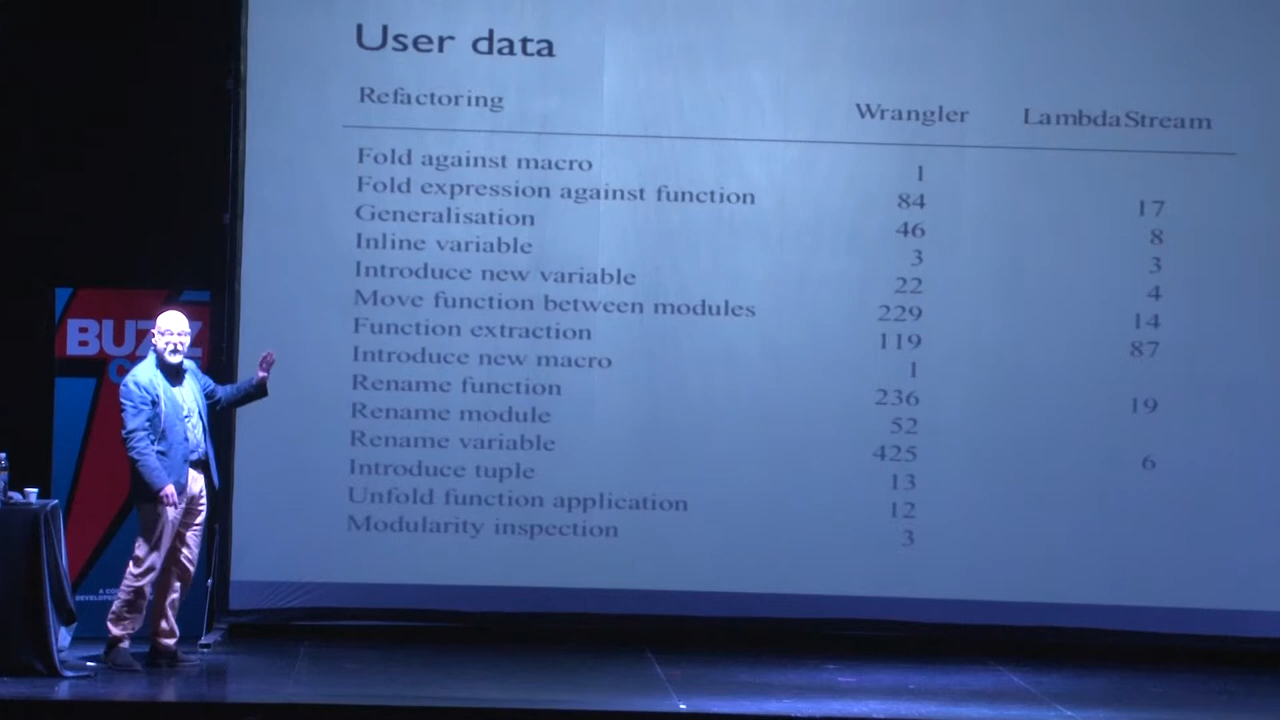 User data
Refactoring Wrangler LambdaStream
Fold against macro 1
Fold expression against function 84 17
Generalisation 46 8
Inline variable 3 3
Introduce new variable 22 4
Move function between modules 229 14
Function extraction 119 87
Introduce new macro 1
Rename function 236 19
Rename module 52
Rename variable 425 6
Introduce tuple 13
Unfold function application 12
Modularity inspection 3
BUZZ